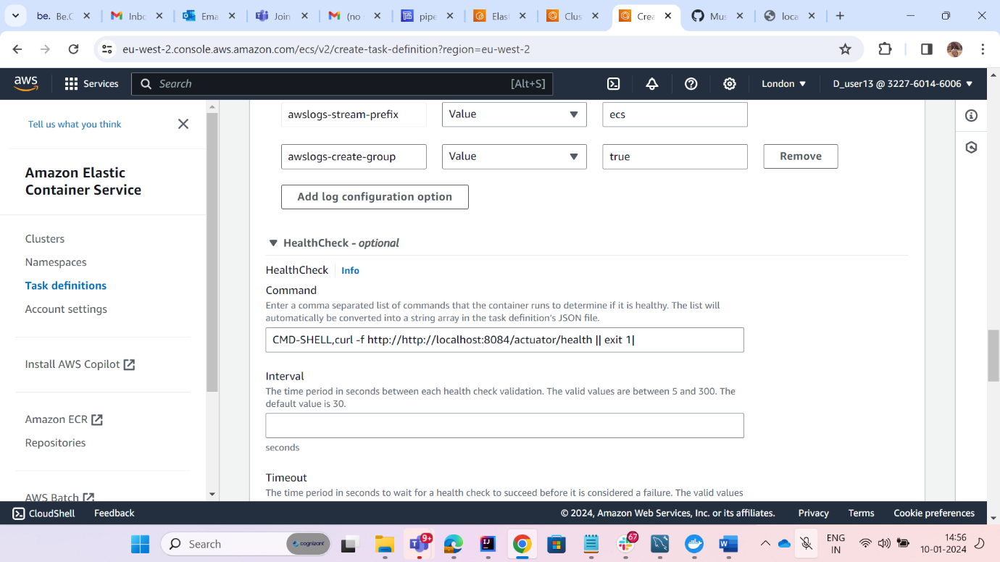 be. Be.C
Inbo
Ema
Join
(no
pipe
Elast
Clus
Crea
Mus
loca
eu-west-2.console.aws.amazon.com/ecs/v2/create-task-definition?region=eu-west-2
aws
Services
Search [Alt+S]
London
D_user13 @ 3227-6014-6006
Tell us what you think
Amazon Elastic
Container Service
Clusters
Namespaces
Task definitions
Account settings
Install AWS Copilot
Amazon ECR
Repositories
AWS Batch
awslogs-stream-prefix Value ecs
awslogs-create-group Value true Remove
Add log configuration option
HealthCheck - optional
HealthCheck Info
Command
Enter a comma separated list of commands that the container runs to determine if it is healthy. The list will
automatically be converted into a string array in the task definition's JSON file.
CMD-SHELL,curl -f http://http://localhost:8084/actuator/health || exit 1
Interval
The time period in seconds between each health check validation. The valid values are between 5 and 300. The
default value is 30.
seconds
Timeout
The time period in seconds to wait for a health check to succeed before it is considered a failure. The valid values
CloudShell Feedback © 2024, Amazon Web Services, Inc. or its affiliates. Privacy Terms Cookie preferences
Search
cognizant
9+
67
ENG
IN
14:56
10-01-2024